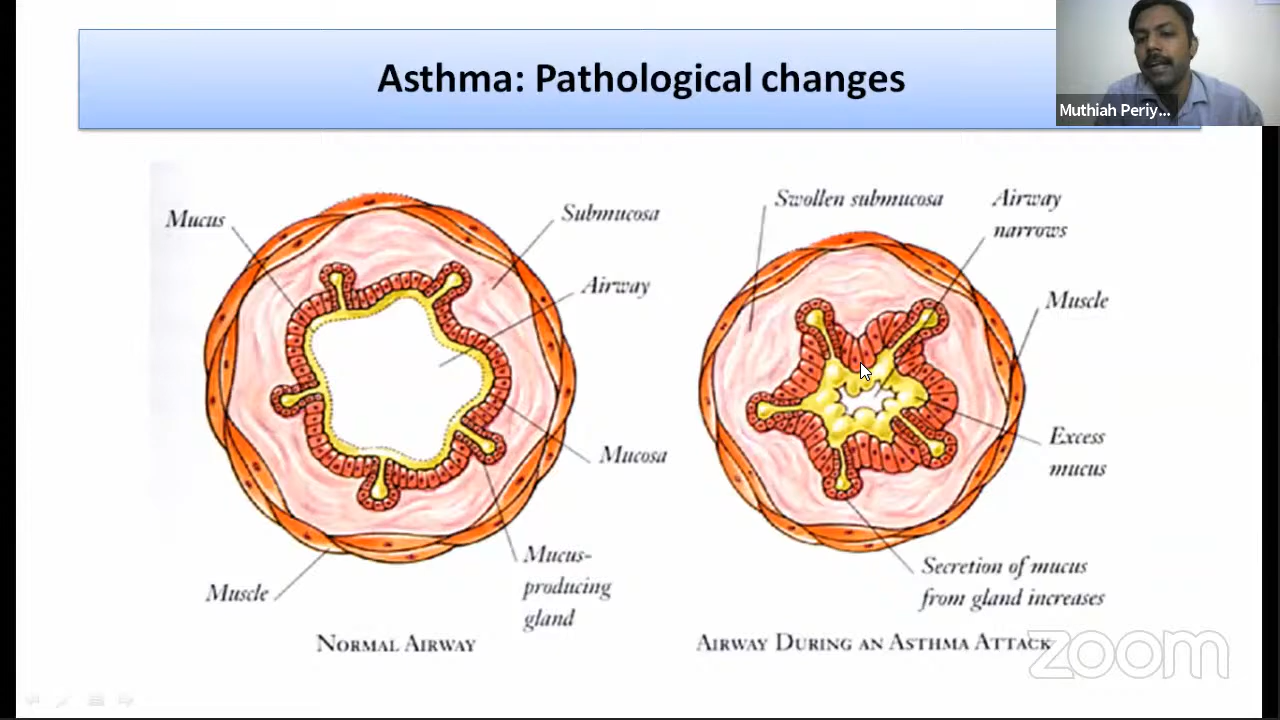 Asthma: Pathological changes
Muthiah Periy...
Mucus
Submucosa
Airway
Mucosa
Mucus-
producing
gland
Muscle
NORMAL AIRWAY
Swollen submucosa
Airway
narrows
Muscle
Excess
mucus
Secretion of mucus
from gland increases
AIRWAY DURING AN ASTHMA ATTACK
zoom